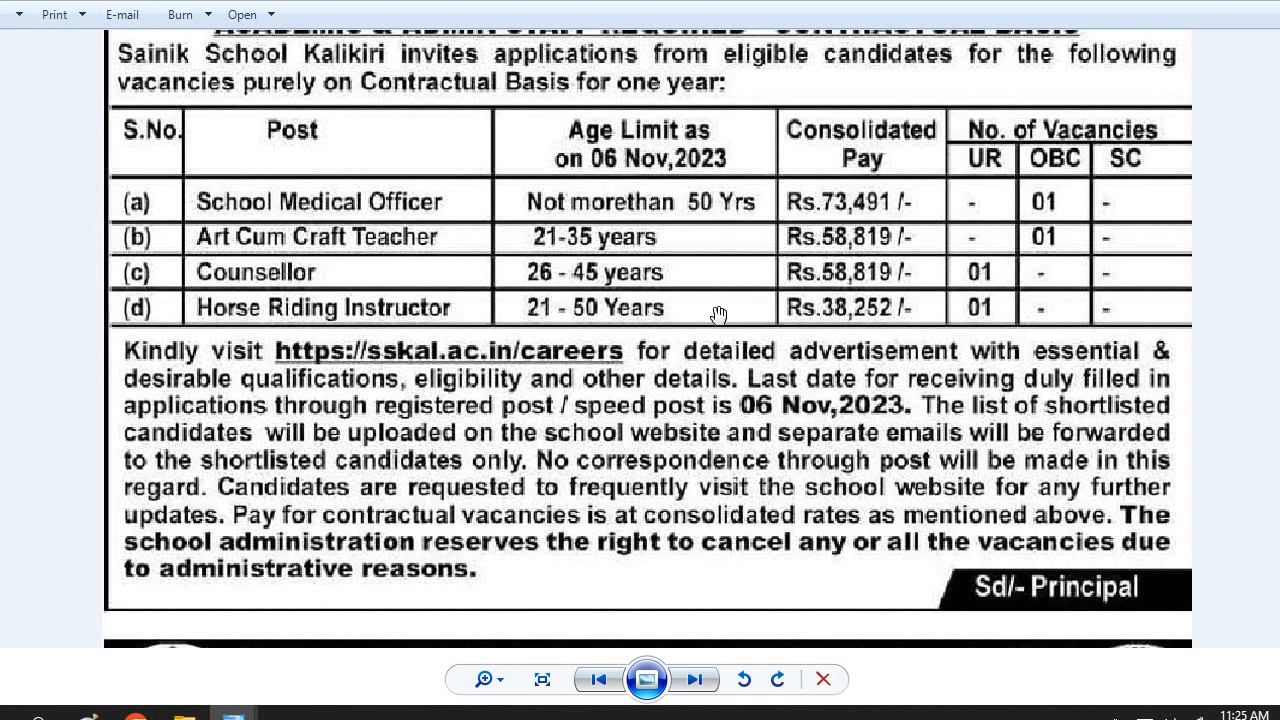 Print E-mail Burn Open
ACADEMIC & ADMIN STAFF REQUIRED - CONTRACTUAL BASIS
Sainik School Kalikiri invites applications from eligible candidates for the following
vacancies purely on Contractual Basis for one year:
S.No. Post Age Limit as on 06 Nov,2023 Consolidated Pay No. of Vacancies
UR OBC SC
(a) School Medical Officer Not morethan 50 Yrs Rs.73,491 /- - 01 -
(b) Art Cum Craft Teacher 21-35 years Rs.58,819 /- - 01 -
(c) Counsellor 26 - 45 years Rs.58,819 /- 01 - -
(d) Horse Riding Instructor 21 - 50 Years Rs.38,252 /- 01 - -
Kindly visit https://sskal.ac.in/careers for detailed advertisement with essential &
desirable qualifications, eligibility and other details. Last date for receiving duly filled in
applications through registered post / speed post is 06 Nov,2023. The list of shortlisted
candidates will be uploaded on the school website and separate emails will be forwarded
to the shortlisted candidates only. No correspondence through post will be made in this
regard. Candidates are requested to frequently visit the school website for any further
updates. Pay for contractual vacancies is at consolidated rates as mentioned above. The
school administration reserves the right to cancel any or all the vacancies due
to administrative reasons.
Sd/- Principal
11:25 AM